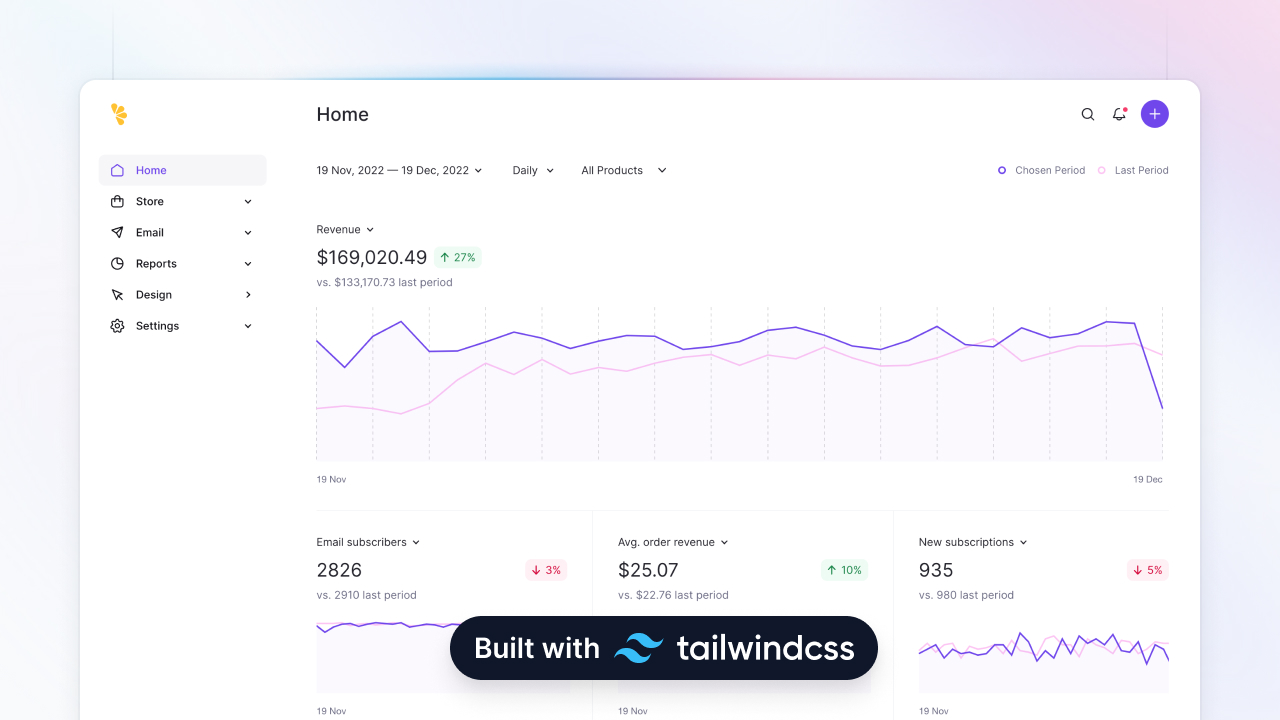 Home
Home
Store
Email
Reports
Design
Settings
19 Nov, 2022 — 19 Dec, 2022
Daily
All Products
Chosen Period
Last Period
Revenue
$169,020.49
27%
vs. $133,170.73 last period
19 Nov
19 Dec
Email subscribers
2826
3%
vs. 2910 last period
19 Nov
Avg. order revenue
$25.07
10%
vs. $22.76 last period
19 Nov
New subscriptions
935
5%
vs. 980 last period
19 Nov
Built with tailwindcss